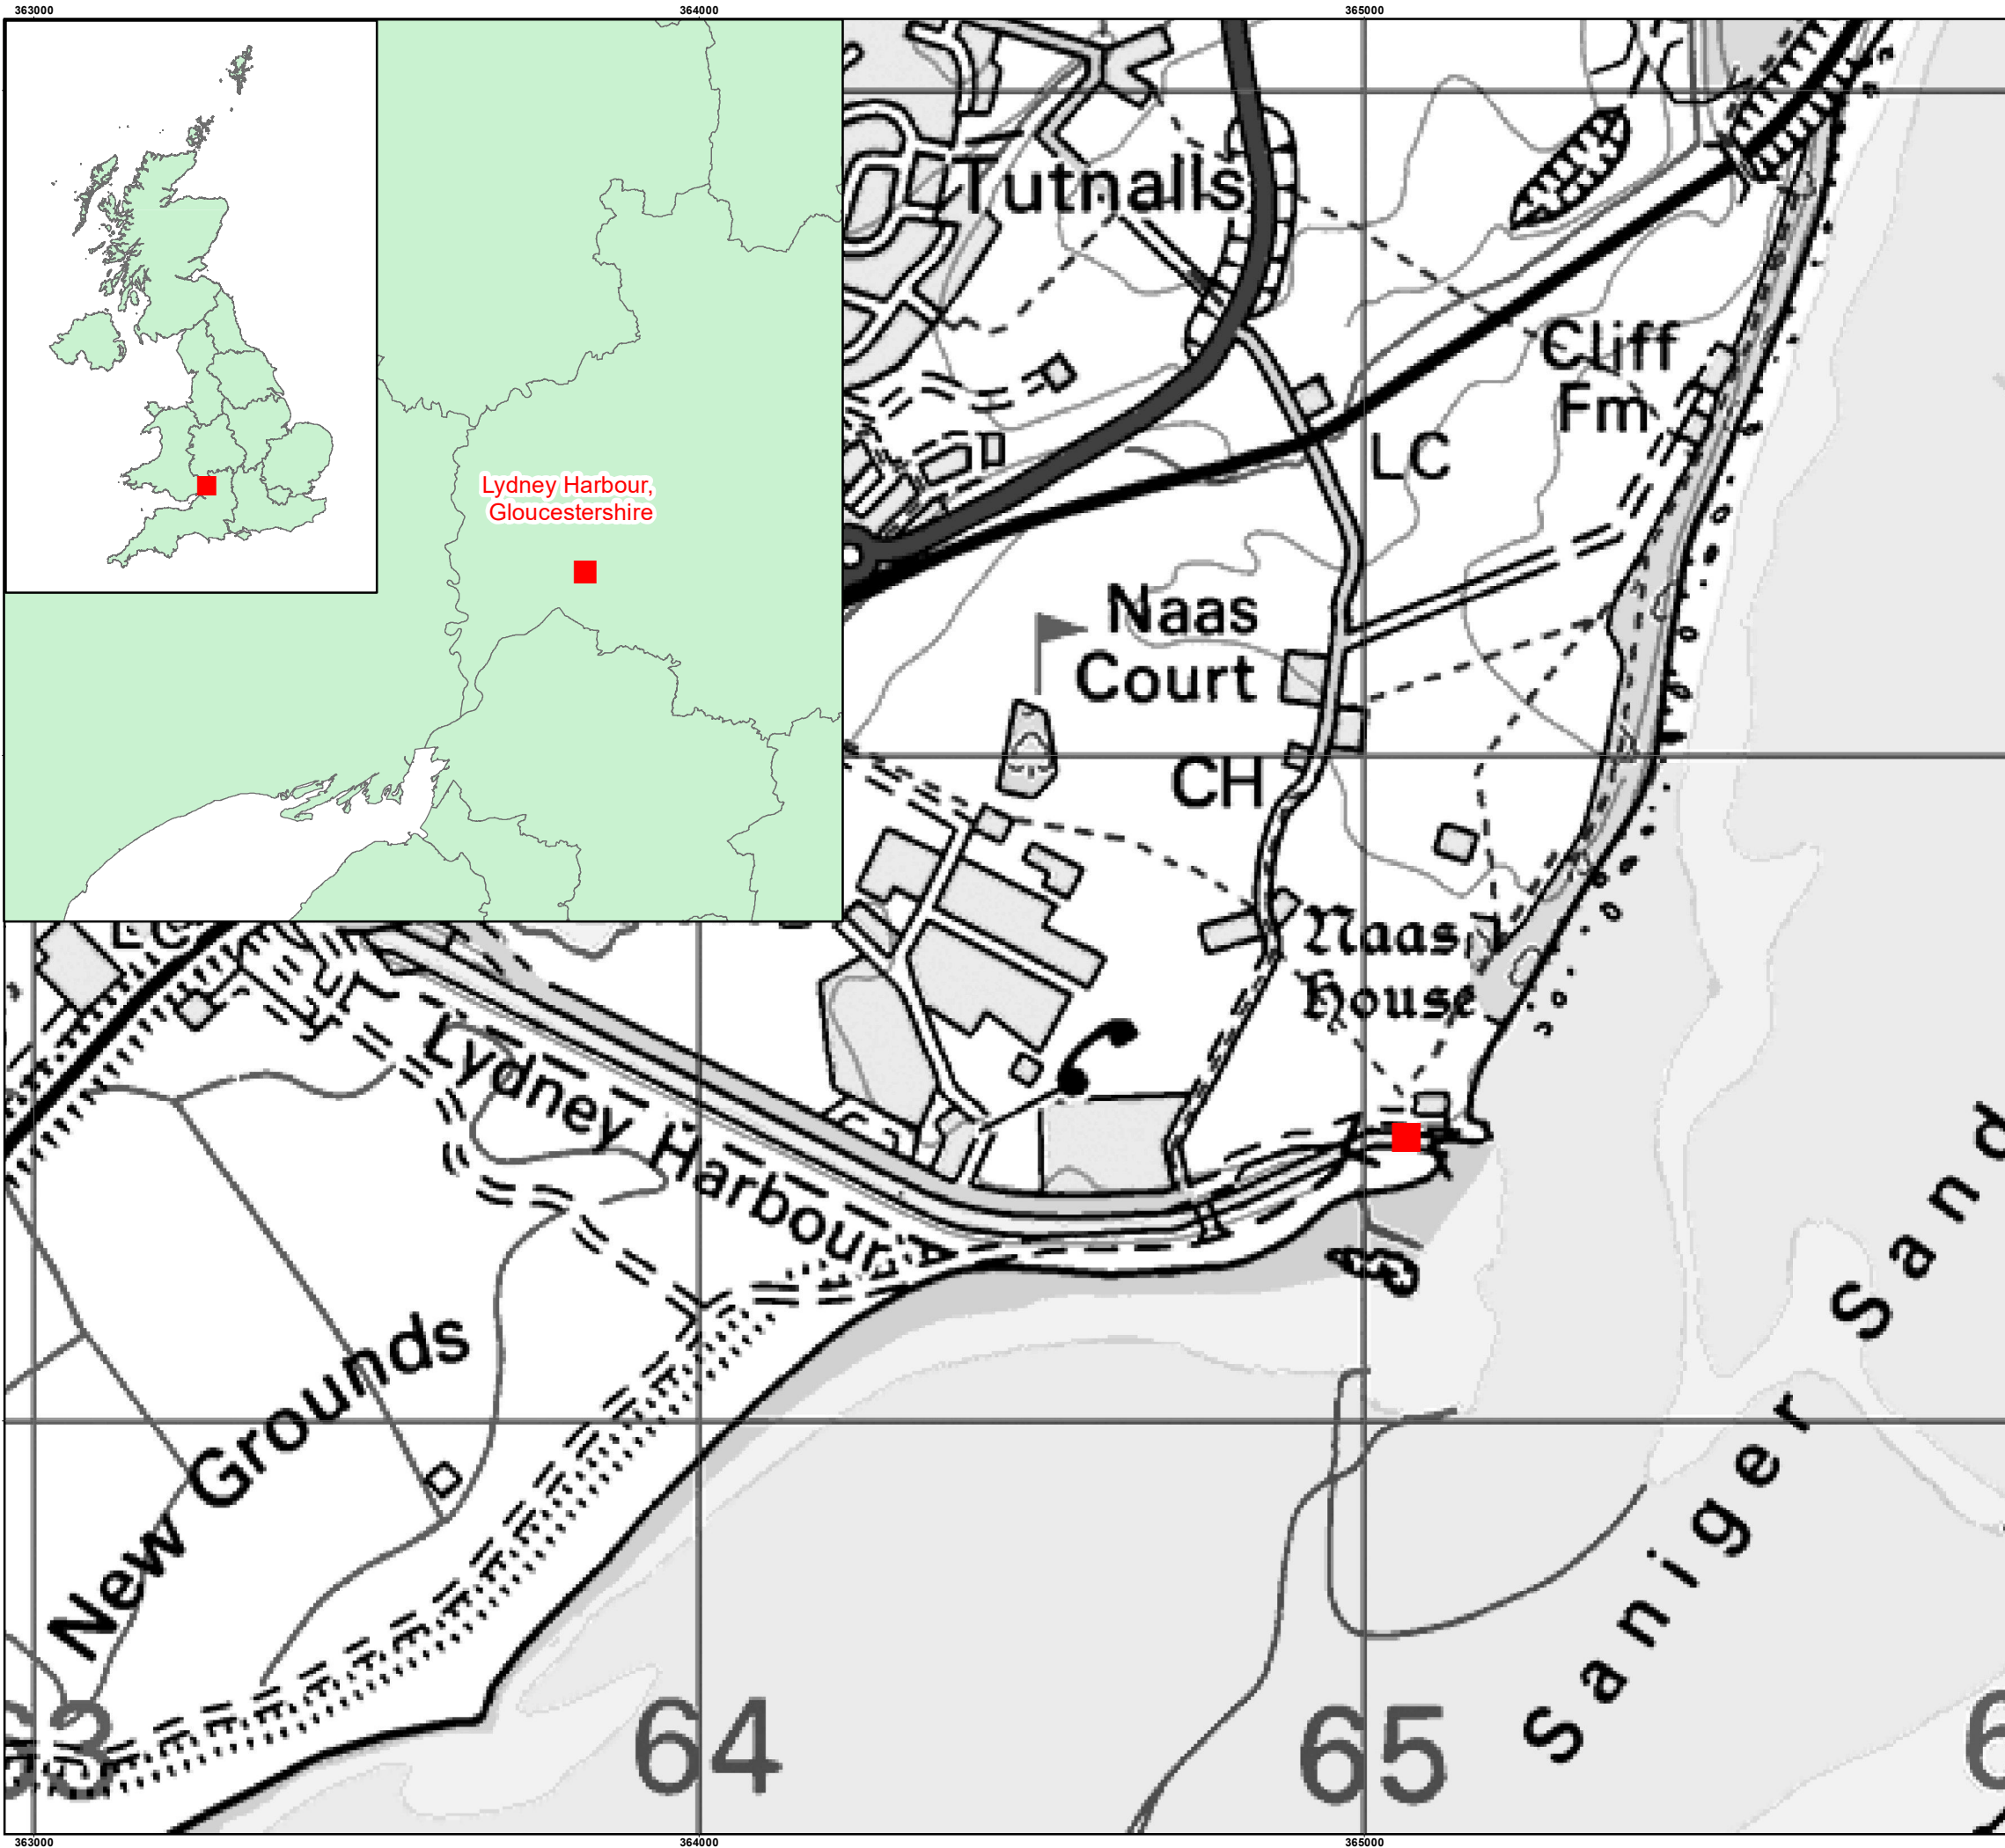 363000
364000
365000
Lydney Harbour,
Gloucestershire
Tutnalls
Cliff
Fm
LC
Naas
Court
CH
Naas
House
Lydney Harbour
New Grounds
Saniger Sand
63
64
65
363000
364000
365000